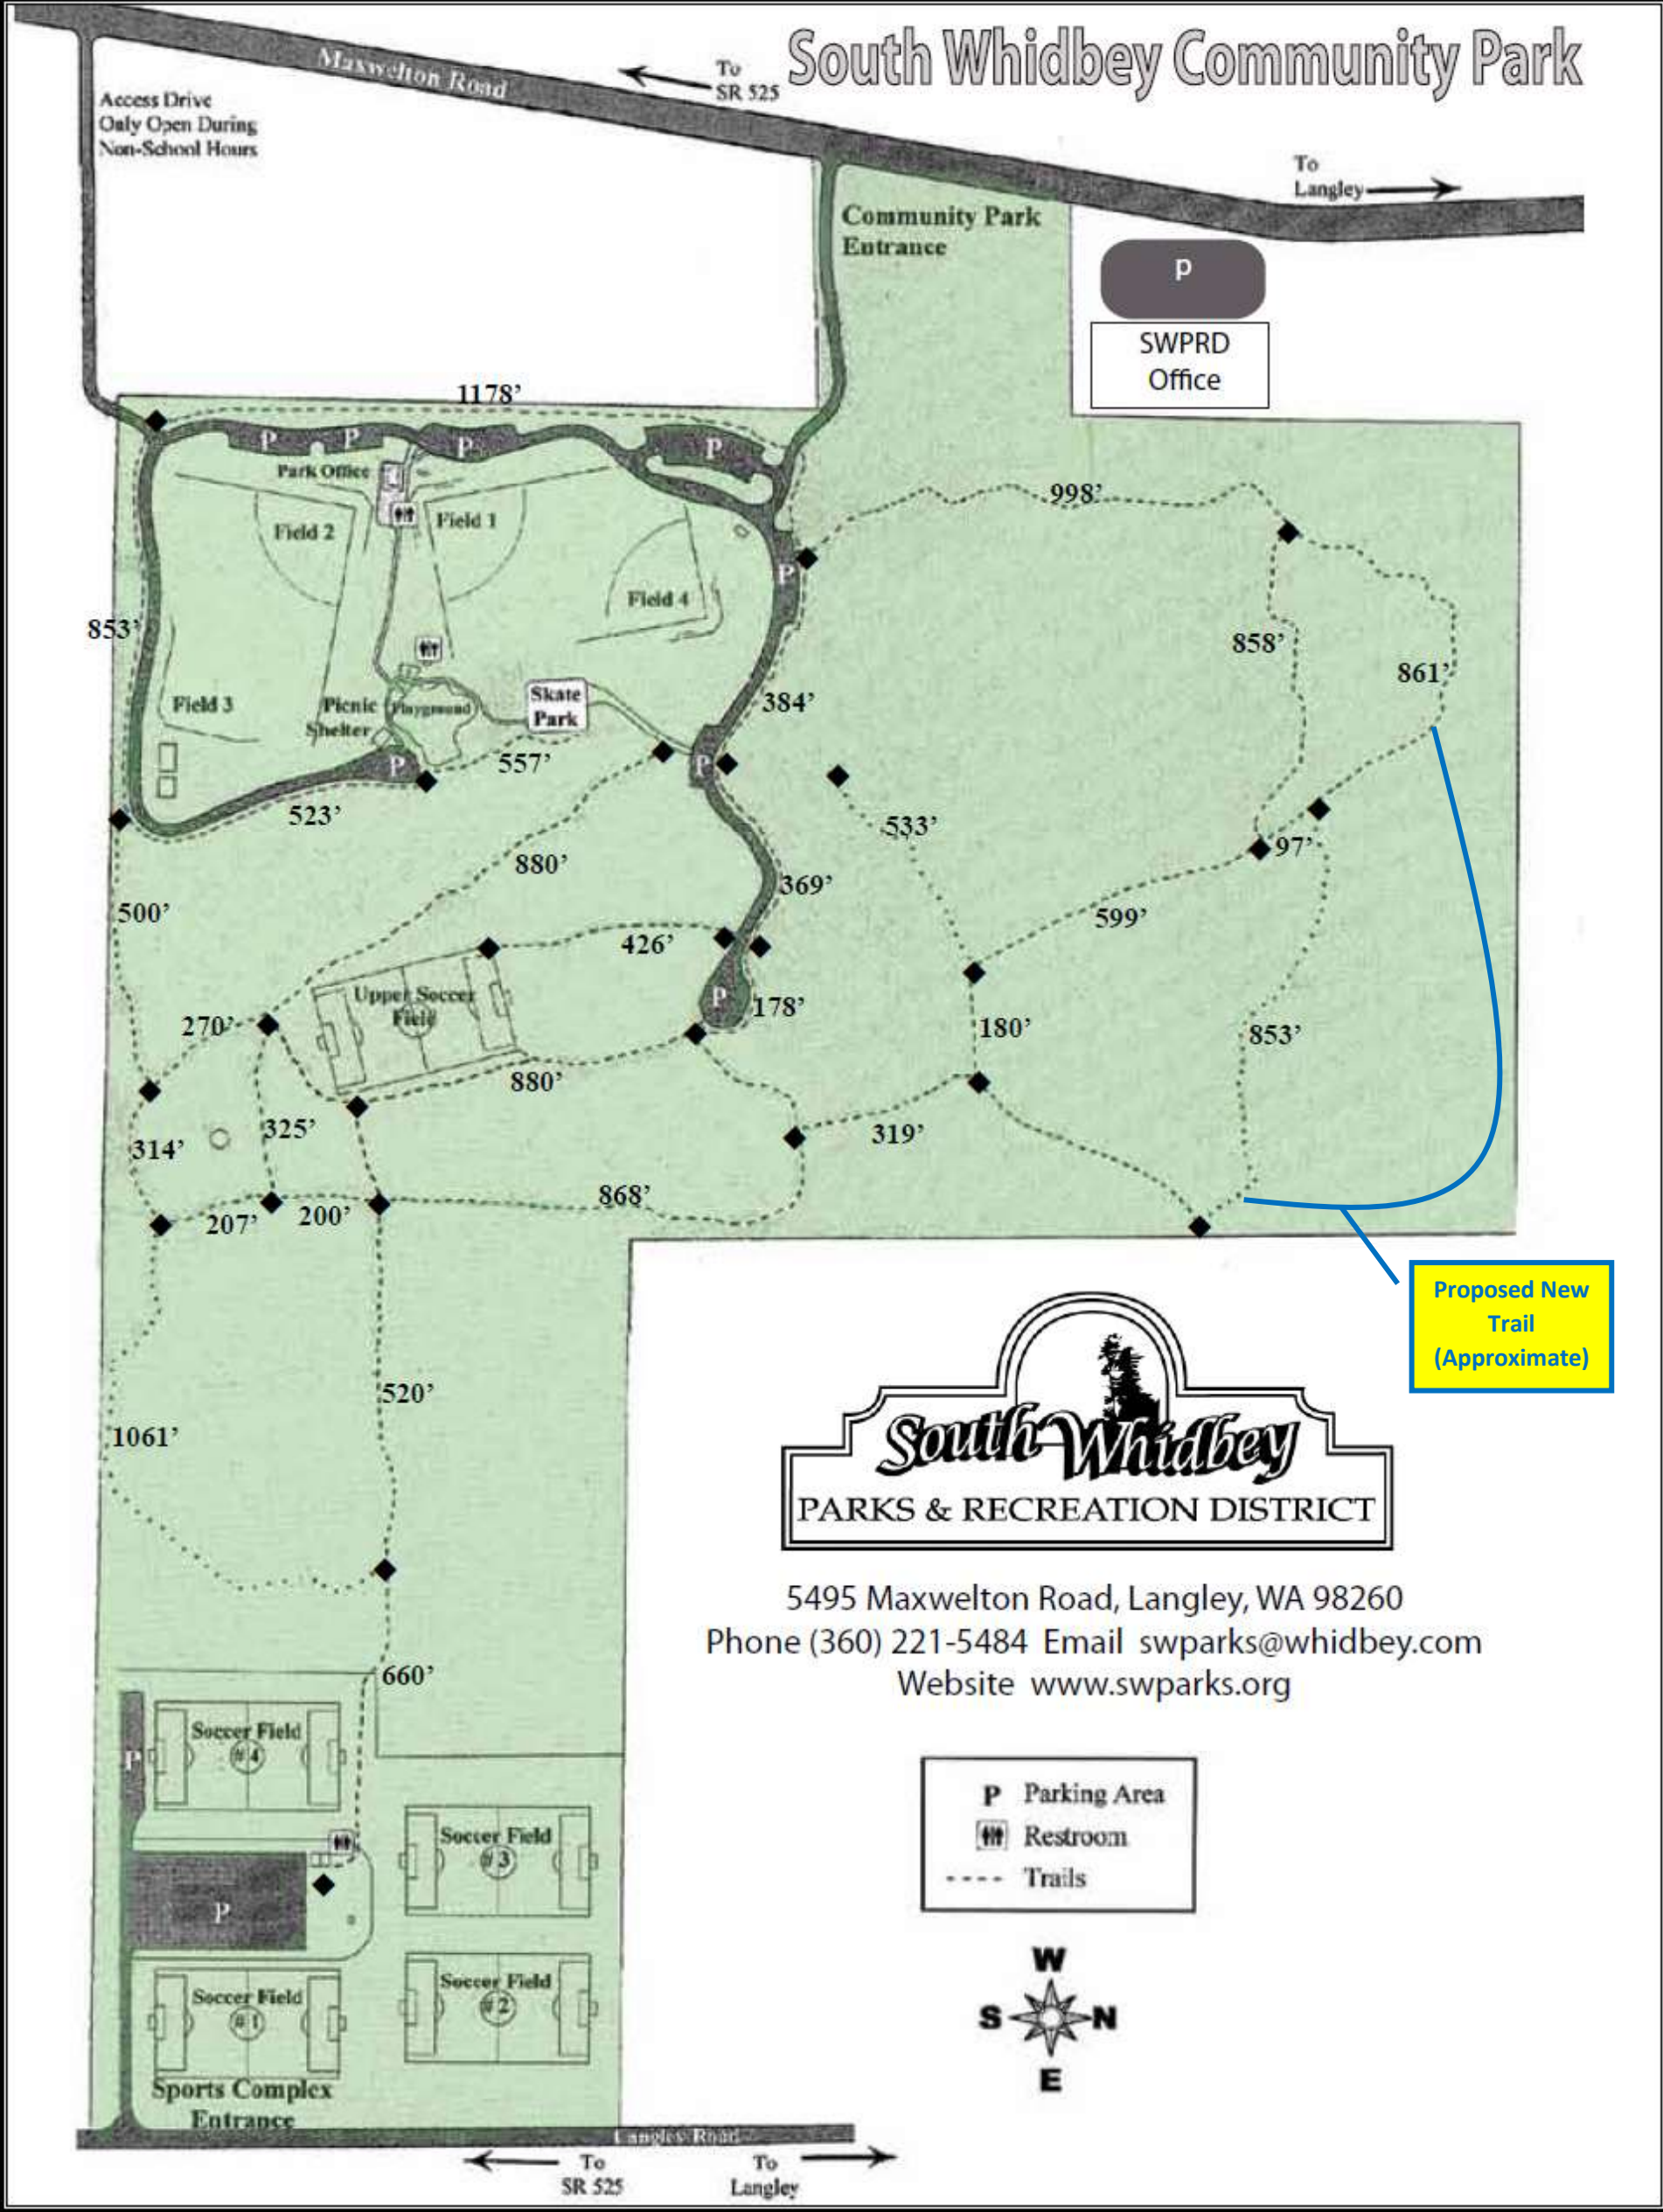 South Whidbey Community Park
Maxwelton Road
To
SR 525
Access Drive
Only Open During
Non-School Hours
To
Langley
Community Park
Entrance
P
SWPRD
Office
1178’
P
P
P
P
Park Office
Field 2
Field 1
998’
P
Field 4
853’
858’
861’
Field 3
Picnic
Shelter
Playground
Skate
Park
384’
P
557’
P
523’
533’
97’
880’
369’
500’
599’
426’
Upper Soccer
Field
P
178’
270’
180’
853’
880’
325’
314’
319’
868’
207’
200’
Proposed New
Trail
(Approximate)
520’
1061’
South Whidbey
PARKS & RECREATION DISTRICT
5495 Maxwelton Road, Langley, WA 98260
Phone (360) 221-5484 Email swparks@whidbey.com
Website www.swparks.org
660’
Soccer Field
#4
P
P Parking Area
Restroom
Trails
Soccer Field
#3
P
W
S N
E
Soccer Field
#1
Soccer Field
#2
Sports Complex
Entrance
Langley Road
To
SR 525
To
Langley